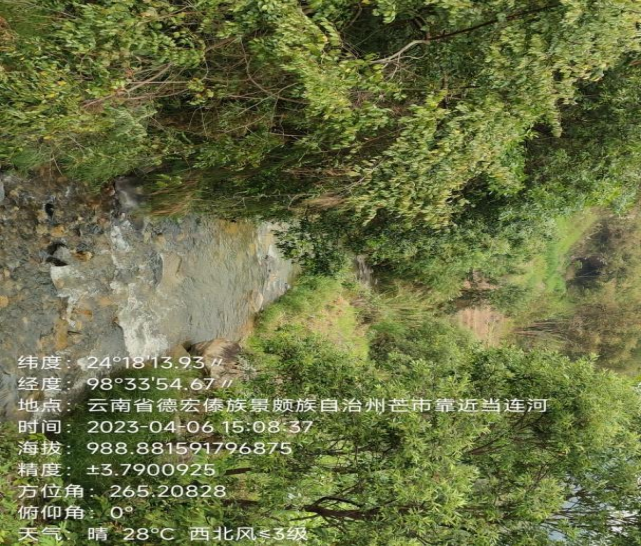 纬度：24°18'13.93〃
经度：98°33'54.67〃
地点：云南省德宏傣族景颇族自治州芒市靠近当连河
时间：2023-04-06 15:08:37
海拔：988.881591796875
精度：±3.7900925
方位角：265.20828
俯仰角：0°
天气：晴 28℃ 西北风≤3级